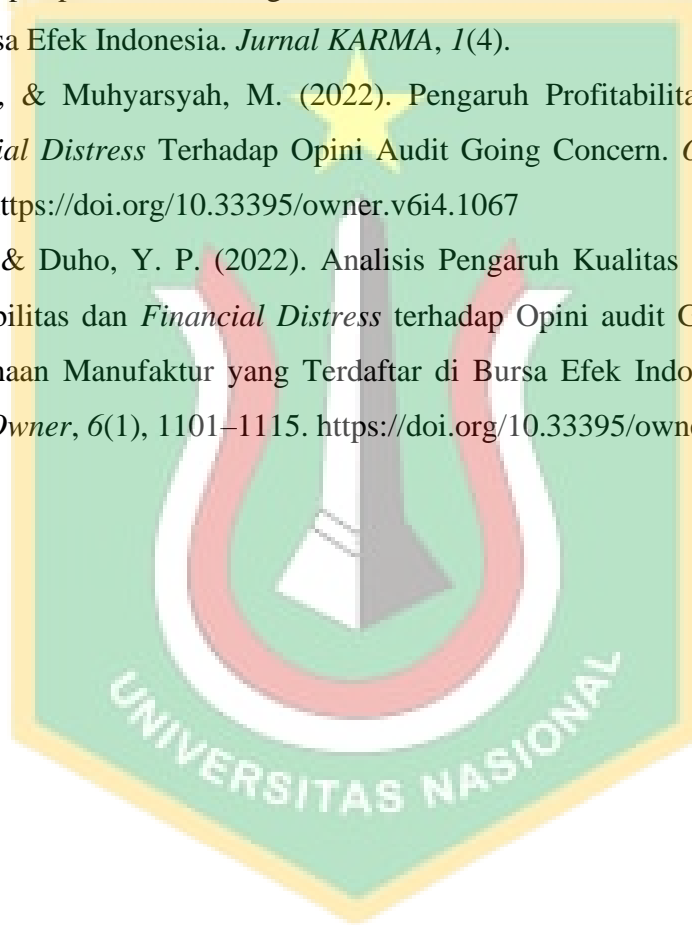 sa Efek Indonesia. Jurnal KARMA, 1(4).
, & Muhyarsyah, M. (2022). Pengaruh Profitabilita
ial Distress Terhadap Opini Audit Going Concern.
ttps://doi.org/10.33395/owner.v6i4.1067
& Duho, Y. P. (2022). Analisis Pengaruh Kualitas
bilitas dan Financial Distress terhadap Opini audit
naan Manufaktur yang Terdaftar di Bursa Efek Indo
Owner, 6(1), 1101–1115. https://doi.org/10.33395/own
UNIVERSITAS NASIONAL